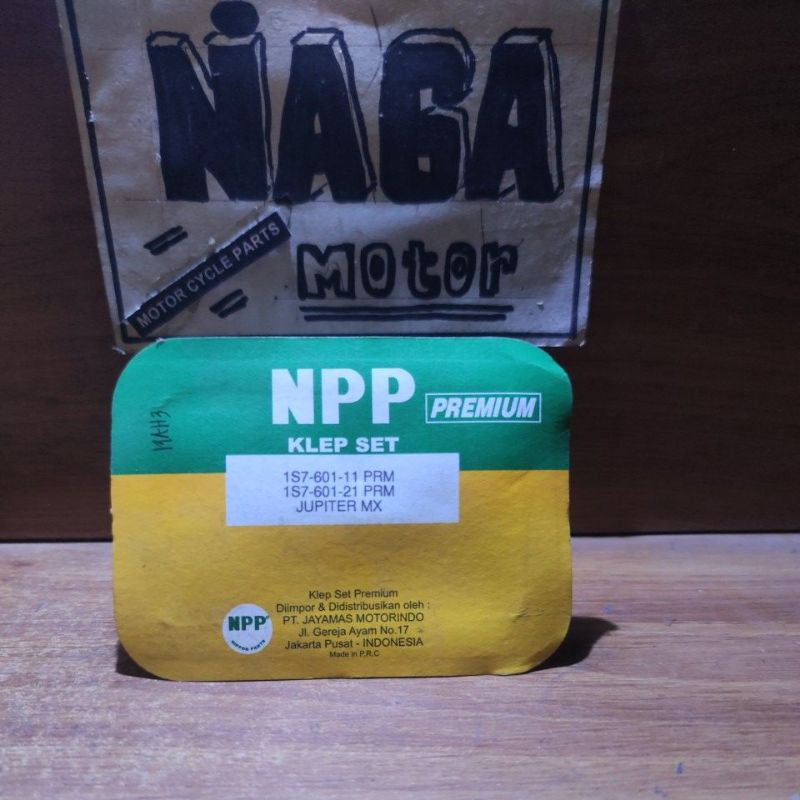 NAGA
MOTOR CYCLE PARTS
Motor
NPP PREMIUM
KLEP SET
1S7-601-11 PRM
1S7-601-21 PRM
JUPITER MX
Klep Set Premium
Diimpor & Didistribusikan oleh :
PT. JAYAMAS MOTORINDO
Jl. Gereja Ayam No.17
Jakarta Pusat - INDONESIA
Made in P.R.C
NPP
MOTOR PARTS